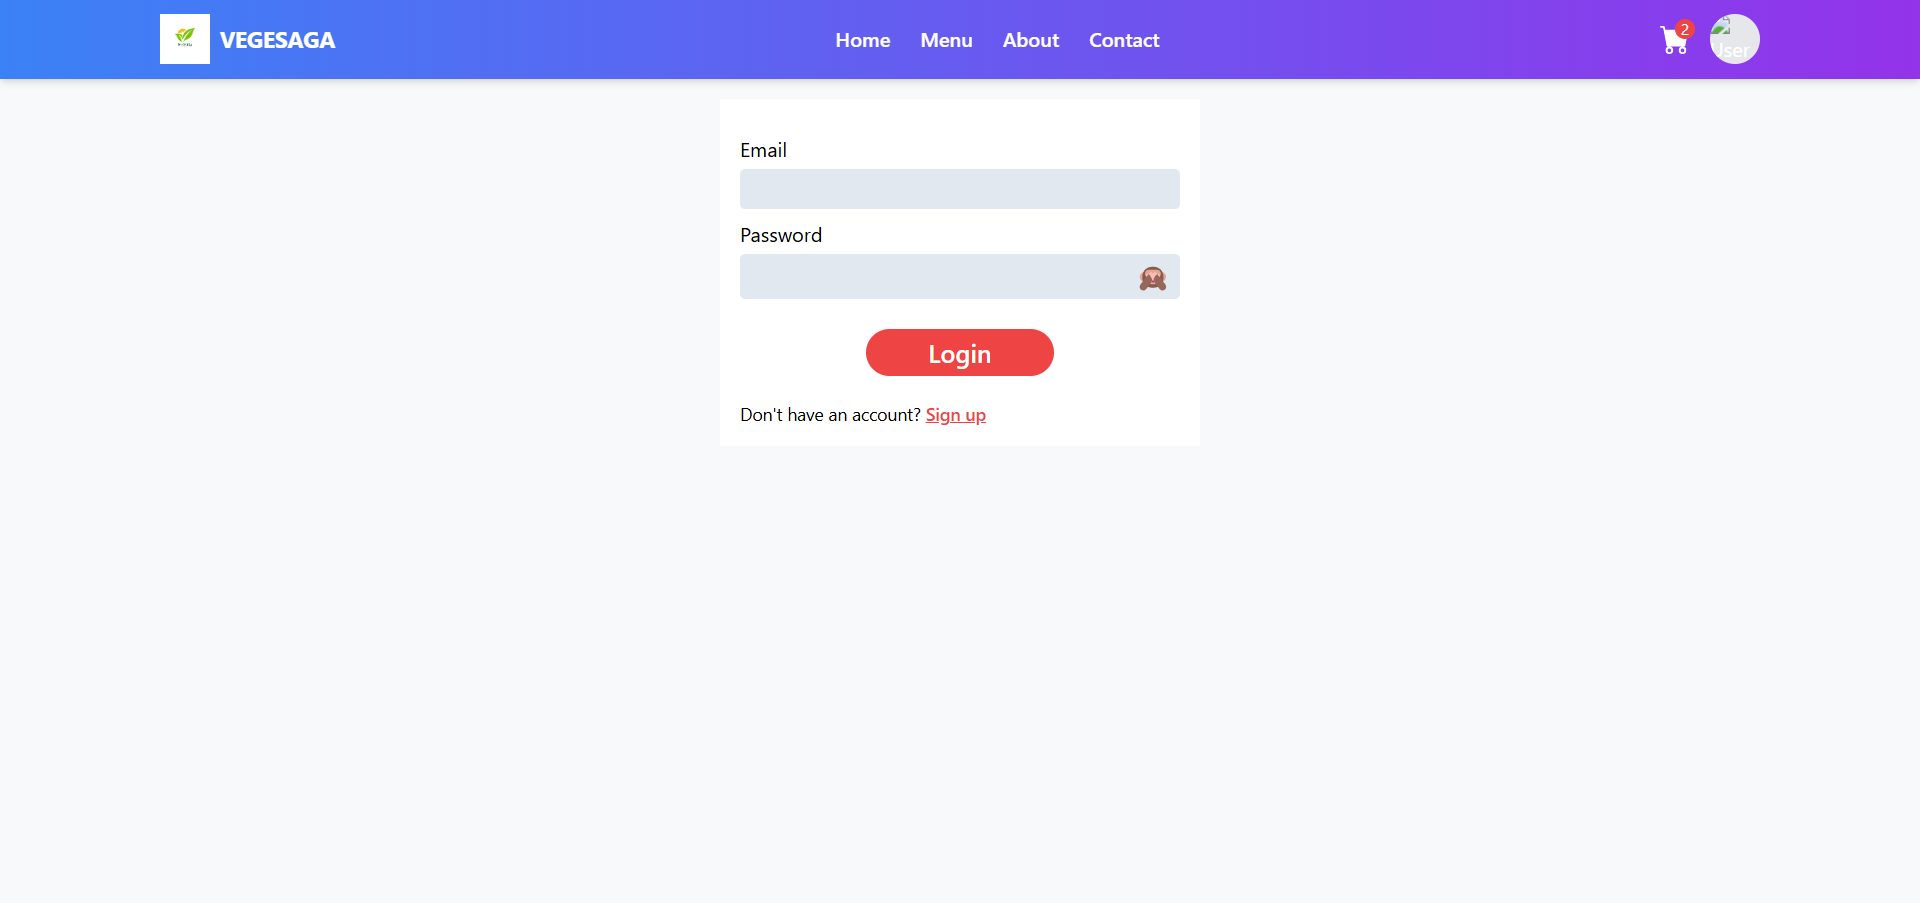 VEGESAGA
Home Menu About Contact
2
User
Email
Password
Login
Don't have an account? Sign up